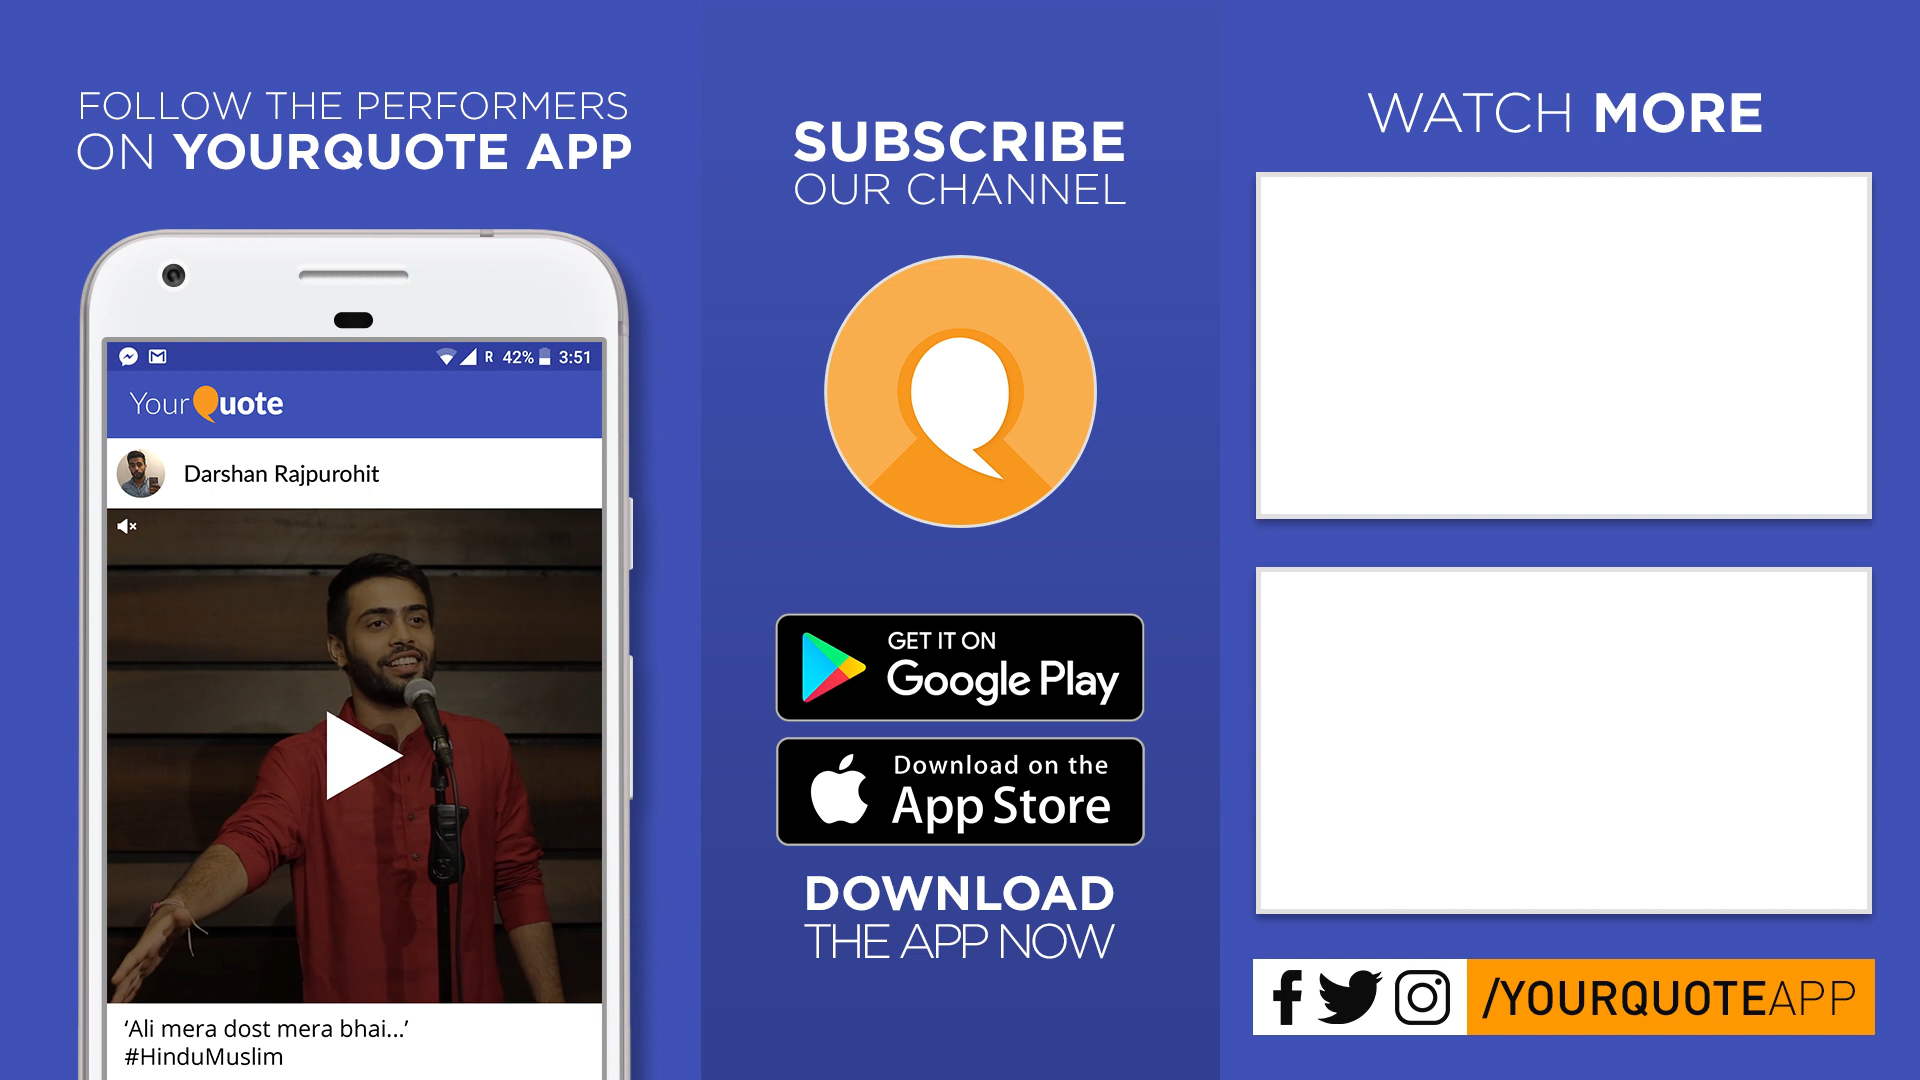 FOLLOW THE PERFORMERS
ON YOURQUOTE APP
R 42% 3:51
YourQuote
Darshan Rajpurohit
‘Ali mera dost mera bhai...’
#HinduMuslim
SUBSCRIBE
OUR CHANNEL
GET IT ON
Google Play
Download on the
App Store
DOWNLOAD
THE APP NOW
WATCH MORE
/YOURQUOTEAPP